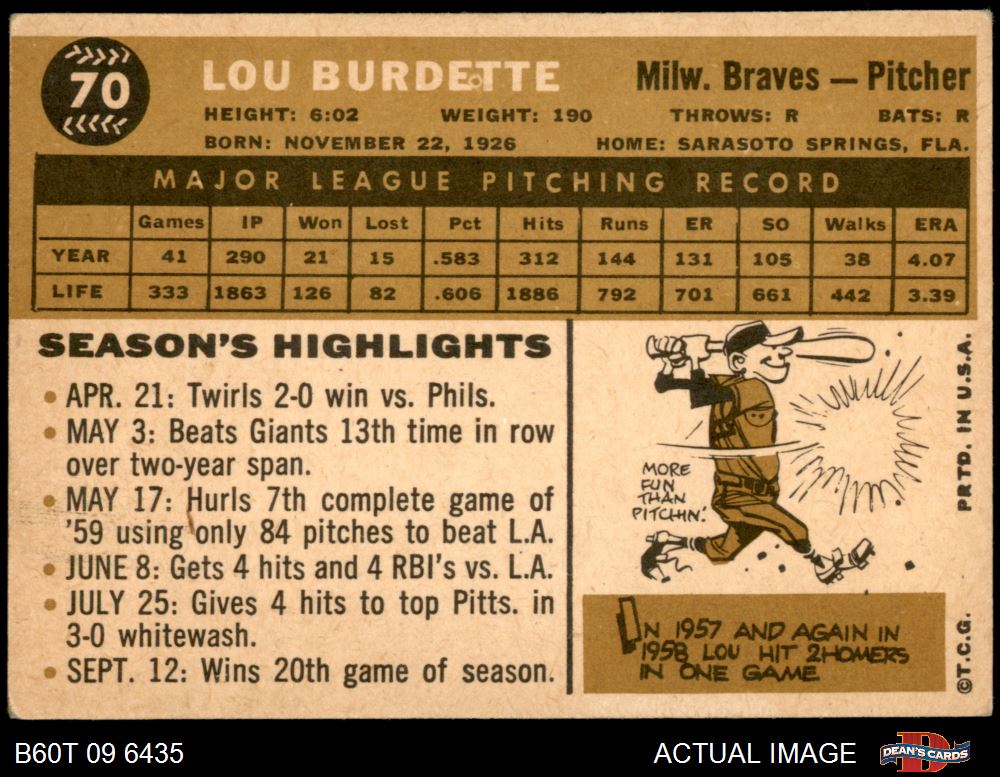 70
LOU BURDETTE
Milw. Braves — Pitcher
HEIGHT: 6:02 WEIGHT: 190 THROWS: R BATS: R
BORN: NOVEMBER 22, 1926 HOME: SARASOTO SPRINGS, FLA.
MAJOR LEAGUE PITCHING RECORD
Games IP Won Lost Pct Hits Runs ER SO Walks ERA
YEAR 41 290 21 15 .583 312 144 131 105 38 4.07
LIFE 333 1863 126 82 .606 1886 792 701 661 442 3.39
SEASON'S HIGHLIGHTS
• APR. 21: Twirls 2-0 win vs. Phils.
• MAY 3: Beats Giants 13th time in row
over two-year span.
• MAY 17: Hurls 7th complete game of
'59 using only 84 pitches to beat L.A.
• JUNE 8: Gets 4 hits and 4 RBI's vs. L.A.
• JULY 25: Gives 4 hits to top Pitts. in
3-0 whitewash.
• SEPT. 12: Wins 20th game of season.
MORE
FUN
THAN
PITCHIN'.
IN 1957 AND AGAIN IN
1958 LOU HIT 2 HOMERS
IN ONE GAME
PRTD. IN U.S.A.
©T.C.G.
B60T 09 6435
ACTUAL IMAGE
DEAN'S CARDS